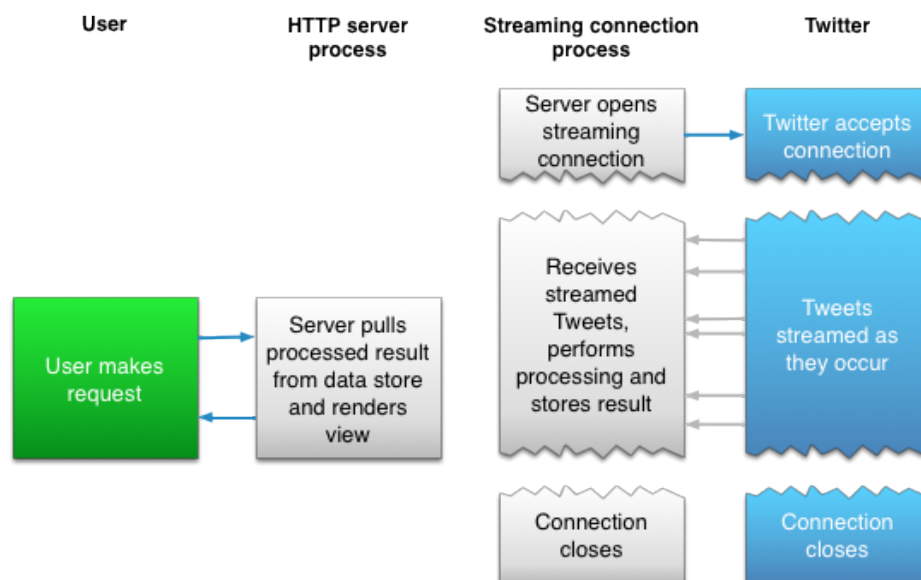 User
HTTP server
process
Streaming connection
process
Twitter
Server opens
streaming
connection
Twitter accepts
connection
User makes
request
Server pulls
processed result
from data store
and renders
view
Receives
streamed
Tweets,
performs
processing and
stores result
Tweets
streamed as
they occur
Connection
closes
Connection
closes